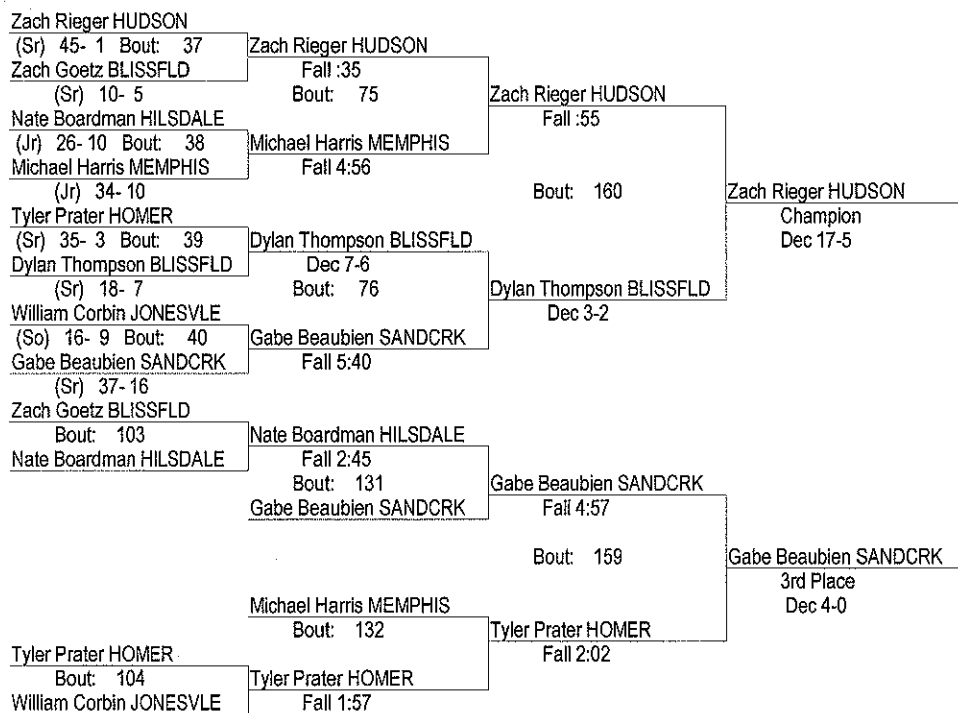 Zach Rieger HUDSON
(Sr) 45- 1 Bout: 37 Zach Rieger HUDSON
Zach Goetz BLISSFLD Fall :35
(Sr) 10- 5 Bout: 75 Zach Rieger HUDSON
Nate Boardman HILSDALE Fall :55
(Jr) 26- 10 Bout: 38 Michael Harris MEMPHIS
Michael Harris MEMPHIS Fall 4:56
(Jr) 34- 10 Bout: 160 Zach Rieger HUDSON
Tyler Prater HOMER Champion
(Sr) 35- 3 Bout: 39 Dylan Thompson BLISSFLD Dec 17-5
Dylan Thompson BLISSFLD Dec 7-6
(Sr) 18- 7 Bout: 76 Dylan Thompson BLISSFLD
William Corbin JONESVLE Dec 3-2
(So) 16- 9 Bout: 40 Gabe Beaubien SANDCRK
Gabe Beaubien SANDCRK Fall 5:40
(Sr) 37- 16
Zach Goetz BLISSFLD
Bout: 103 Nate Boardman HILSDALE
Nate Boardman HILSDALE Fall 2:45
Bout: 131 Gabe Beaubien SANDCRK
Gabe Beaubien SANDCRK Fall 4:57
Bout: 159 Gabe Beaubien SANDCRK
3rd Place
Michael Harris MEMPHIS Dec 4-0
Bout: 132 Tyler Prater HOMER
Tyler Prater HOMER Fall 2:02
Bout: 104 Tyler Prater HOMER
William Corbin JONESVLE Fall 1:57